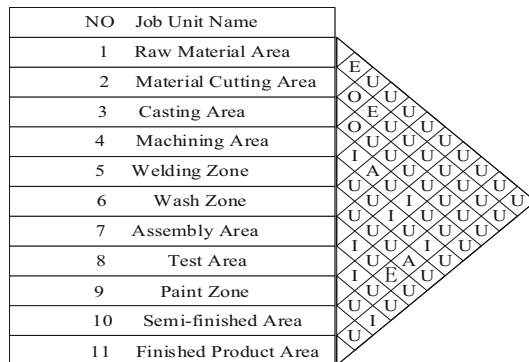 NO Job Unit Name
1 Raw Material Area
2 Material Cutting Area
3 Casting Area
4 Machining Area
5 Welding Zone
6 Wash Zone
7 Assembly Area
8 Test Area
9 Paint Zone
10 Semi-finished Area
11 Finished Product Area
E
U
O U
E U
O U U
U U U
I U U U
A U U U
U U U U U
U I U U U
U I U U U
U U U U
I U I U
U A U
I E U
U U
U U
I
U